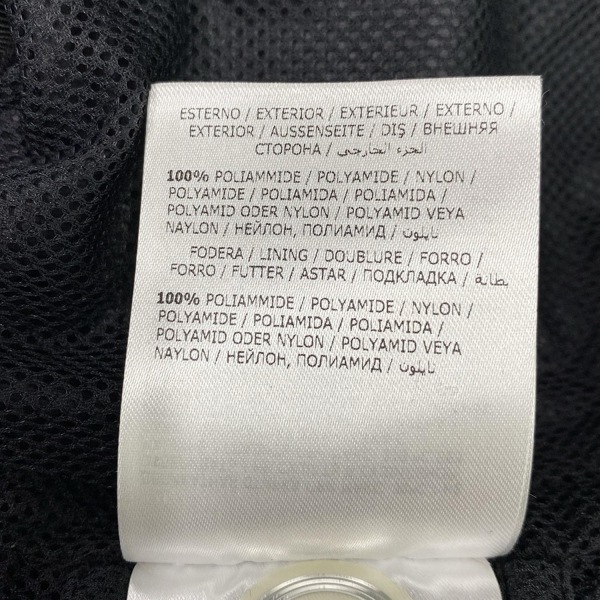 ESTERNO / EXTERIOR / EXTERIEUR / EXTERNO /
EXTERIOR / AUSSENSEITE / DIŞ / ВНЕШНЯЯ
СТОРОНА / الجزء الخارجي
100% POLIAMMIDE / POLYAMIDE / NYLON /
POLYAMIDE / POLIAMIDA / POLIAMIDA /
POLYAMID ODER NYLON / POLYAMID VEYA
NAYLON / НЕЙЛОН, ПОЛИАМИД / نايلون
FODERA / LINING / DOUBLURE / FORRO /
FORRO / FUTTER / ASTAR / ПОДКЛАДКА / بطانة
100% POLIAMMIDE / POLYAMIDE / NYLON /
POLYAMIDE / POLIAMIDA / POLIAMIDA /
POLYAMID ODER NYLON / POLYAMID VEYA
NAYLON / НЕЙЛОН, ПОЛИАМИД / نايلون